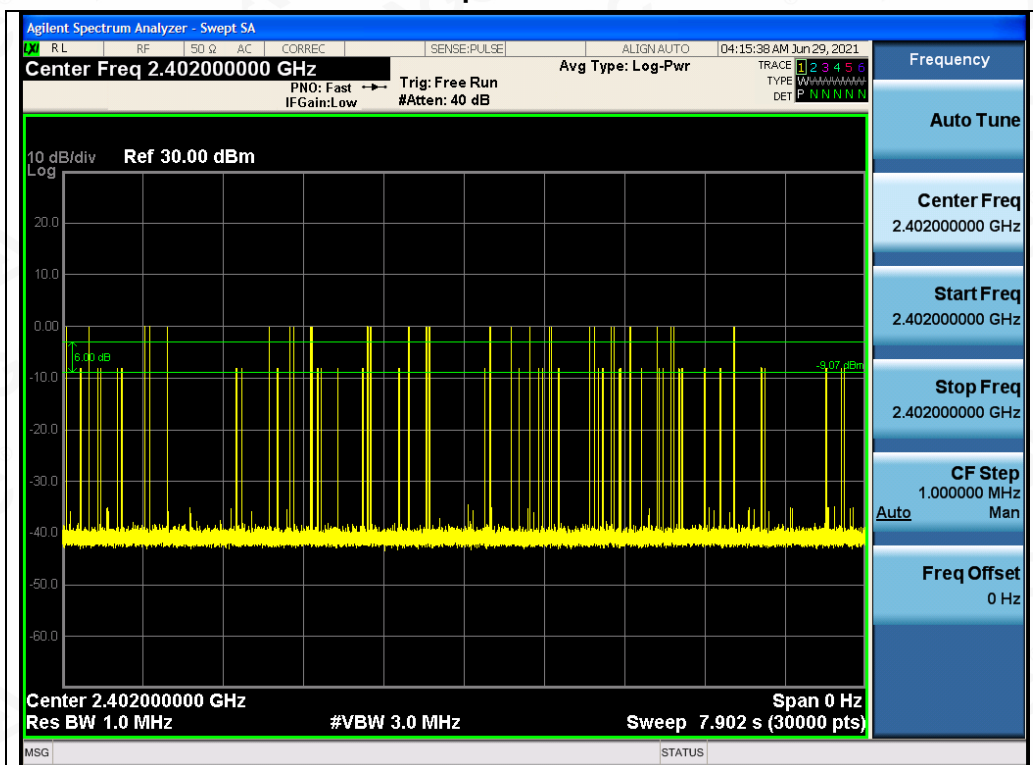 Agilent Spectrum Analyzer - Swept SA
LXI RL RF 50 Ω AC CORREC SENSE:PULSE ALIGN AUTO 04:15:38 AM Jun 29, 2021
Center Freq 2.402000000 GHz
Avg Type: Log-Pwr
TRACE 1 2 3 4 5 6
PNO: Fast
Trig: Free Run
TYPE WWWWWW
IFGain:Low
#Atten: 40 dB
DET P N N N N N
Frequency
Auto Tune
Center Freq
2.402000000 GHz
Start Freq
2.402000000 GHz
Stop Freq
2.402000000 GHz
CF Step
1.000000 MHz
Auto Man
Freq Offset
0 Hz
10 dB/div Ref 30.00 dBm
Log
20.0
10.0
0.00
6.00 dB
-9.07 dBm
-10.0
-20.0
-30.0
-40.0
-50.0
-60.0
Center 2.402000000 GHz Span 0 Hz
Res BW 1.0 MHz #VBW 3.0 MHz Sweep 7.902 s (30000 pts)
MSG STATUS